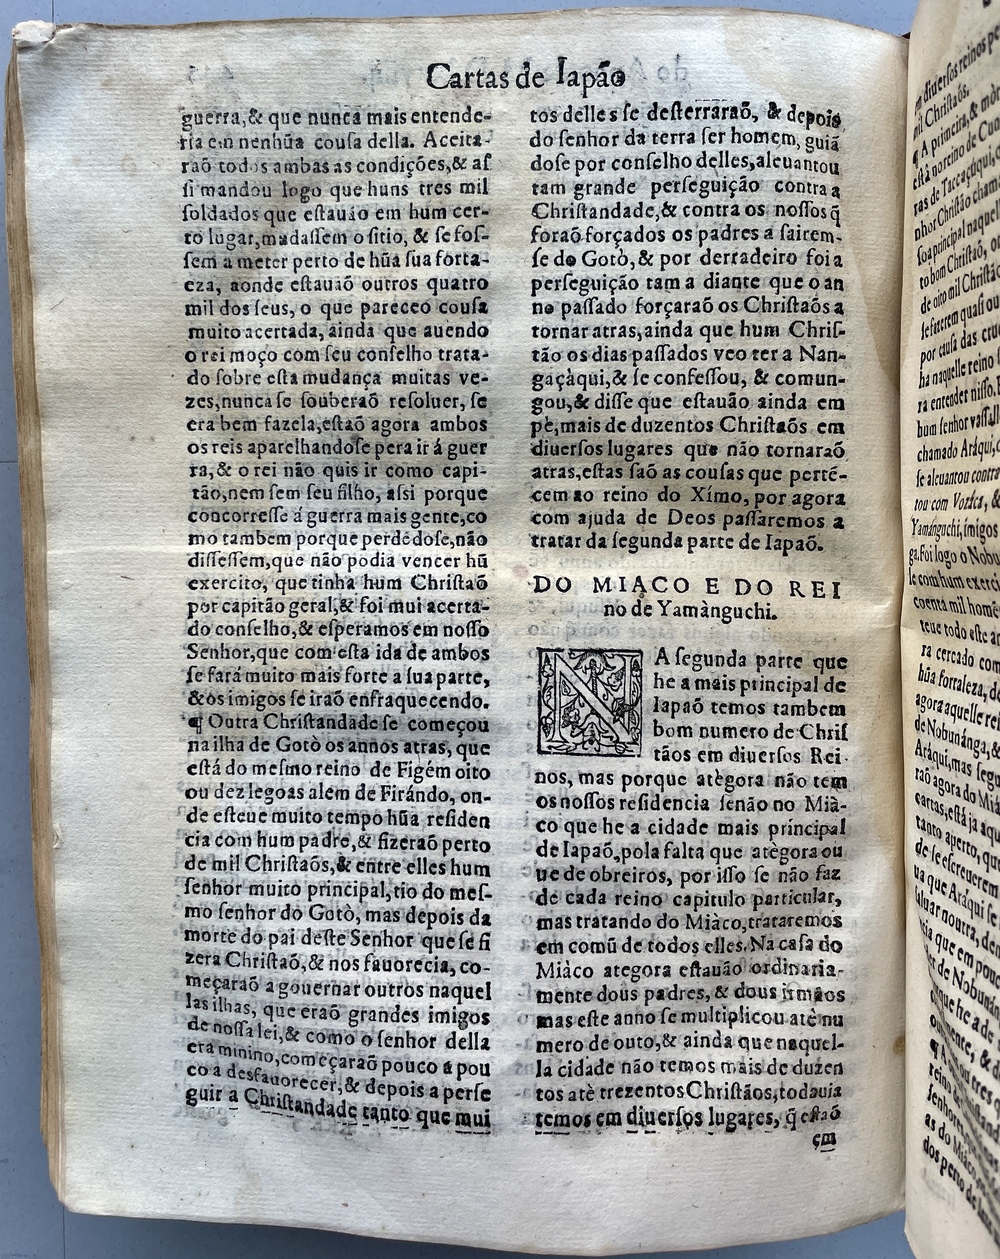 Cartas de Iapão
guerra,& que nunca mais entende-
ria em nenhũa cousa della. Aceita-
raõ todos ambas as condições,& as
si mandou logo que huns tres mil
soldados que estauão em hum cer-
to lugar,mudassem o sitio, & se fos-
sem a meter perto de hũa sua forta-
eza, aonde estauaõ outros quatro
mil dos seus, o que pareceo cousa
muito acertada, ainda que auendo
o rei moço com seu conselho trata-
do sobre esta mudança muitas ve-
zes,nunca se souberaõ resoluer, se
era bem fazela,estaõ agora ambos
os reis aparelhandose pera ir á guer
ra,& o rei não quis ir como capi-
tão,nem sem seu filho, assi porque
concorresse á guerra mais gente,co
mo tambem porque perdẽdose,não
dissessem,que não podia vencer hũ
exercito, que tinha hum Christaõ
por capitão geral,& foi mui acerta-
do conselho,& esperamos em nosso
Senhor,que com esta ida de ambos
se fará muito mais forte a sua parte,
& os imigos se iraõ enfraquecendo.
¶ Outra Christandade se começou
na ilha de Gotò os annos atras, que
está do mesmo reino de Figém oito
ou dez legoas alem de Firándo, on-
de esteue muito tempo hũa residen
cia com hum padre,& fizeraõ perto
de mil Christaõs,& entre elles hum
senhor muito principal,tio do mes-
mo senhor do Gotò, mas depois da
morte do pai deste Senhor que se fi
zera Christaõ,& nos fauorecia, co-
meçaraõ a gouernar outros naquel
las ilhas, que eraõ grandes imigos
de nossa lei,& como o senhor della
era minino,começaraõ pouco a pou
co a desfauorecer,& depois a perse
guir a Christandade tanto que mui
tos delles se desterraraõ, & depois
do senhor da terra ser homem, guiã
dose por conselho delles,aleuantou
tam grande perseguição contra a
Christandade,& contra os nossos q̃
foraõ forçados os padres a sairem-
se do Gotò,& por derradeiro foi a
perseguição tam a diante que o an
no passado forçaraõ os Christaõs a
tornar atras,ainda que hum Chris-
tão os dias passados veo ter a Nan-
gaçàqui,& se confessou, & comun-
gou,& disse que estauão ainda em
pè,mais de duzentos Christaõs em
diuersos lugares que não tornaraõ
atras,estas saõ as cousas que pertẽ-
cem ao reino do Xímo, por agora
com ajuda de Deos passaremos a
tratar da segunda parte de Iapaõ.
DO MIACO E DO REI
no de Yamànguchi.
NA segunda parte que
he a mais principal de
Iapaõ temos tambem
bom numero de Chris
tãos em diuersos Rei-
nos, mas porque atègora não tem
os nossos residencia senão no Mià-
co que he a cidade mais principal
de Iapaõ,pola falta que atègora ou
ue de obreiros, por isso se não faz
de cada reino capitulo particular,
mas tratando do Miàco,trataremos
em comũ de todos elles. Na casa do
Miàco ategora estauão ordinaria-
mente dous padres, & dous irmãos
mas este anno se multiplicou atè nu
mero de outo,& ainda que naquel-
la cidade não temos mais de duzen
tos atè trezentos Christãos,todauia
temos em diuersos lugares, q̃ estaõ
em